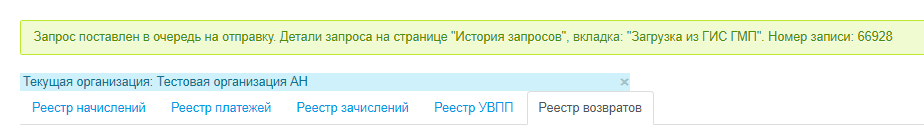 Запрос поставлен в очередь на отправку. Детали запроса на странице "История запросов", вкладка: "Загрузка из ГИС ГМП". Номер записи: 66928
Текущая организация: Тестовая организация АН ×
Реестр начислений Реестр платежей Реестр зачислений Реестр УВПП Реестр возвратов